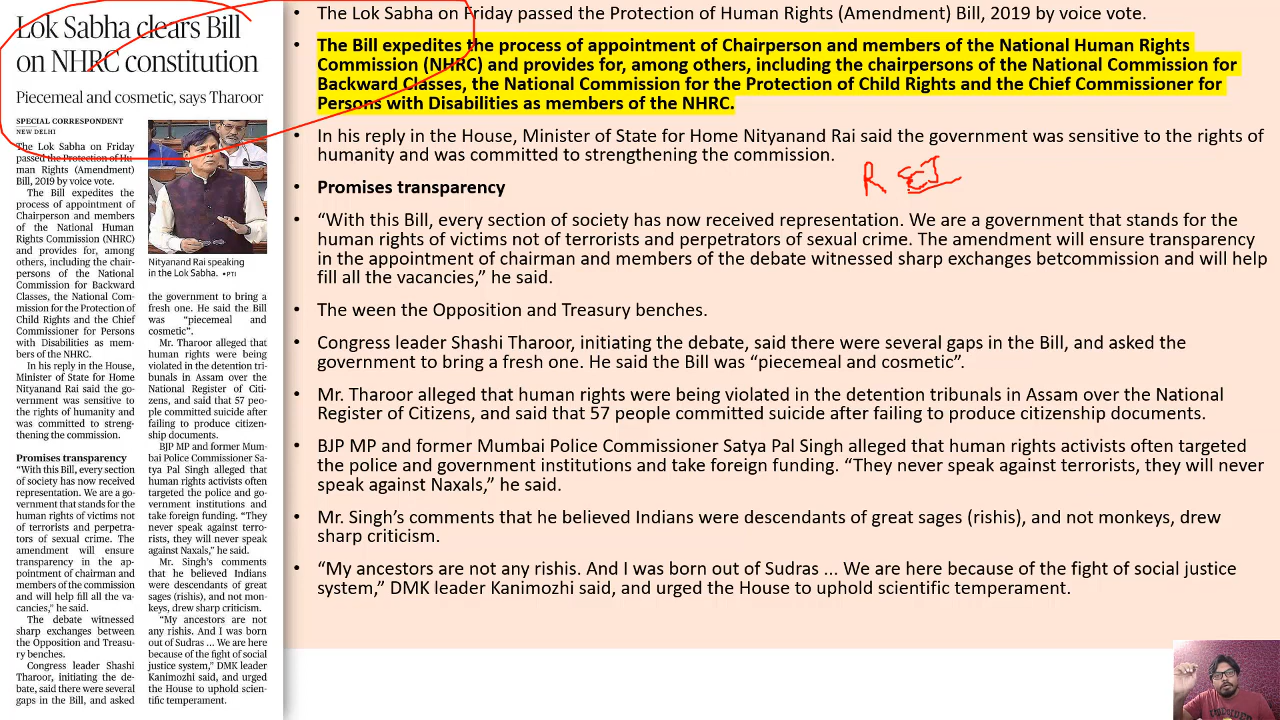 Lok Sabha clears Bill
on NHRC constitution
Piecemeal and cosmetic, says Tharoor
SPECIAL CORRESPONDENT
NEW DELHI
The Lok Sabha on Friday
passed the Protection of Hu-
man Rights (Amendment)
Bill, 2019 by voice vote.
The Bill expedites the
process of appointment of
Chairperson and members
of the National Human
Rights Commission (NHRC)
and provides for, among
others, including the chair-
persons of the National
Commission for Backward
Classes, the National Com-
mission for the Protection of
Child Rights and the Chief
Commissioner for Persons
with Disabilities as mem-
bers of the NHRC.
In his reply in the House,
Minister of State for Home
Nityanand Rai said the go-
vernment was sensitive to
the rights of humanity and
was committed to streng-
thening the commission.
Promises transparency
“With this Bill, every section
of society has now received
representation. We are a go-
vernment that stands for the
human rights of victims not
of terrorists and perpetra-
tors of sexual crime. The
amendment will ensure
transparency in the ap-
pointment of chairman and
members of the commission
and will help fill all the va-
cancies,” he said.
The debate witnessed
sharp exchanges between
the Opposition and Treasu-
ry benches.
Congress leader Shashi
Tharoor, initiating the de-
bate, said there were several
gaps in the Bill, and asked
Nityanand Rai speaking
in the Lok Sabha. •PTI
the government to bring a
fresh one. He said the Bill
was “piecemeal and
cosmetic”.
Mr. Tharoor alleged that
human rights were being
violated in the detention tri-
bunals in Assam over the
National Register of Citi-
zens, and said that 57 peo-
ple committed suicide after
failing to produce citizen-
ship documents.
BJP MP and former Mum-
bai Police Commissioner Sa-
tya Pal Singh alleged that
human rights activists often
targeted the police and go-
vernment institutions and
take foreign funding. “They
never speak against terro-
rists, they will never speak
against Naxals,” he said.
Mr. Singh’s comments
that he believed Indians
were descendants of great
sages (rishis), and not mon-
keys, drew sharp criticism.
“My ancestors are not
any rishis. And I was born
out of Sudras ... We are here
because of the fight of social
justice system,” DMK leader
Kanimozhi said, and urged
the House to uphold scien-
tific temperament.
• The Lok Sabha on Friday passed the Protection of Human Rights (Amendment) Bill, 2019 by voice vote.
• The Bill expedites the process of appointment of Chairperson and members of the National Human Rights
Commission (NHRC) and provides for, among others, including the chairpersons of the National Commission for
Backward Classes, the National Commission for the Protection of Child Rights and the Chief Commissioner for
Persons with Disabilities as members of the NHRC.
• In his reply in the House, Minister of State for Home Nityanand Rai said the government was sensitive to the rights of
humanity and was committed to strengthening the commission.
• Promises transparency
• “With this Bill, every section of society has now received representation. We are a government that stands for the
human rights of victims not of terrorists and perpetrators of sexual crime. The amendment will ensure transparency
in the appointment of chairman and members of the debate witnessed sharp exchanges betcommission and will help
fill all the vacancies,” he said.
• The ween the Opposition and Treasury benches.
• Congress leader Shashi Tharoor, initiating the debate, said there were several gaps in the Bill, and asked the
government to bring a fresh one. He said the Bill was “piecemeal and cosmetic”.
• Mr. Tharoor alleged that human rights were being violated in the detention tribunals in Assam over the National
Register of Citizens, and said that 57 people committed suicide after failing to produce citizenship documents.
• BJP MP and former Mumbai Police Commissioner Satya Pal Singh alleged that human rights activists often targeted
the police and government institutions and take foreign funding. “They never speak against terrorists, they will never
speak against Naxals,” he said.
• Mr. Singh’s comments that he believed Indians were descendants of great sages (rishis), and not monkeys, drew
sharp criticism.
• “My ancestors are not any rishis. And I was born out of Sudras ... We are here because of the fight of social justice
system,” DMK leader Kanimozhi said, and urged the House to uphold scientific temperament.